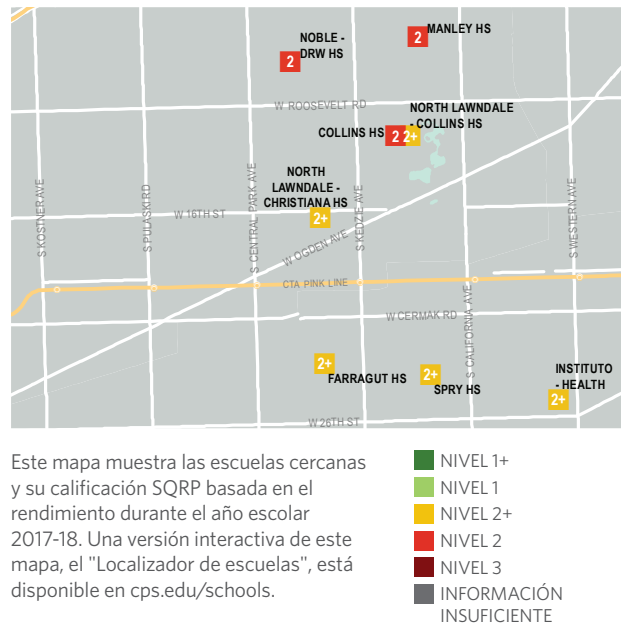 MANLEY HS
2
NOBLE -
DRW HS
2
W ROOSEVELT RD
NORTH LAWNDALE
- COLLINS HS
COLLINS HS
2
2+
NORTH
LAWNDALE -
CHRISTIANA HS
2+
W 16TH ST
S KOSTNER AVE
S PULASKI RD
S CENTRAL PARK AVE
W OGDEN AVE
S KEDZIE AVE
S CALIFORNIA AVE
S WESTERN AVE
CTA PINK LINE
W CERMAK RD
2+
FARRAGUT HS
2+
SPRY HS
INSTITUTO
- HEALTH
2+
W 26TH ST
Este mapa muestra las escuelas cercanas
y su calificación SQRP basada en el
rendimiento durante el año escolar
2017-18. Una versión interactiva de este
mapa, el "Localizador de escuelas", está
disponible en cps.edu/schools.
NIVEL 1+
NIVEL 1
NIVEL 2+
NIVEL 2
NIVEL 3
INFORMACIÓN
INSUFICIENTE